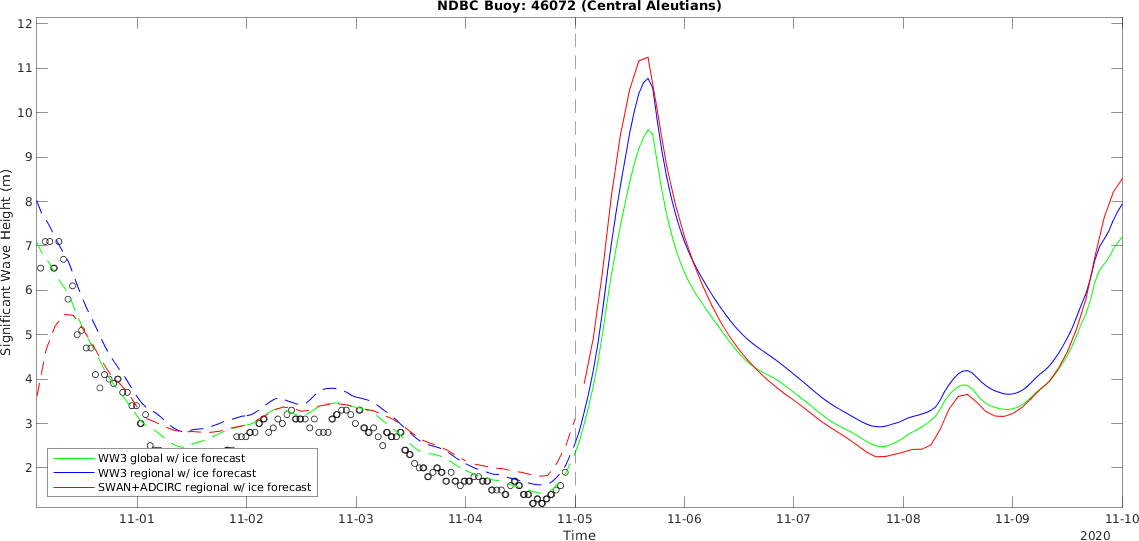 NDBC Buoy: 46072 (Central Aleutians)
12
11
10
9
8
7
6
5
4
3
2
Significant Wave Height (m)
WW3 global w/ ice forecast
WW3 regional w/ ice forecast
SWAN+ADCIRC regional w/ ice forecast
11-01 11-02 11-03 11-04 11-05 11-06 11-07 11-08 11-09 11-10
Time
2020